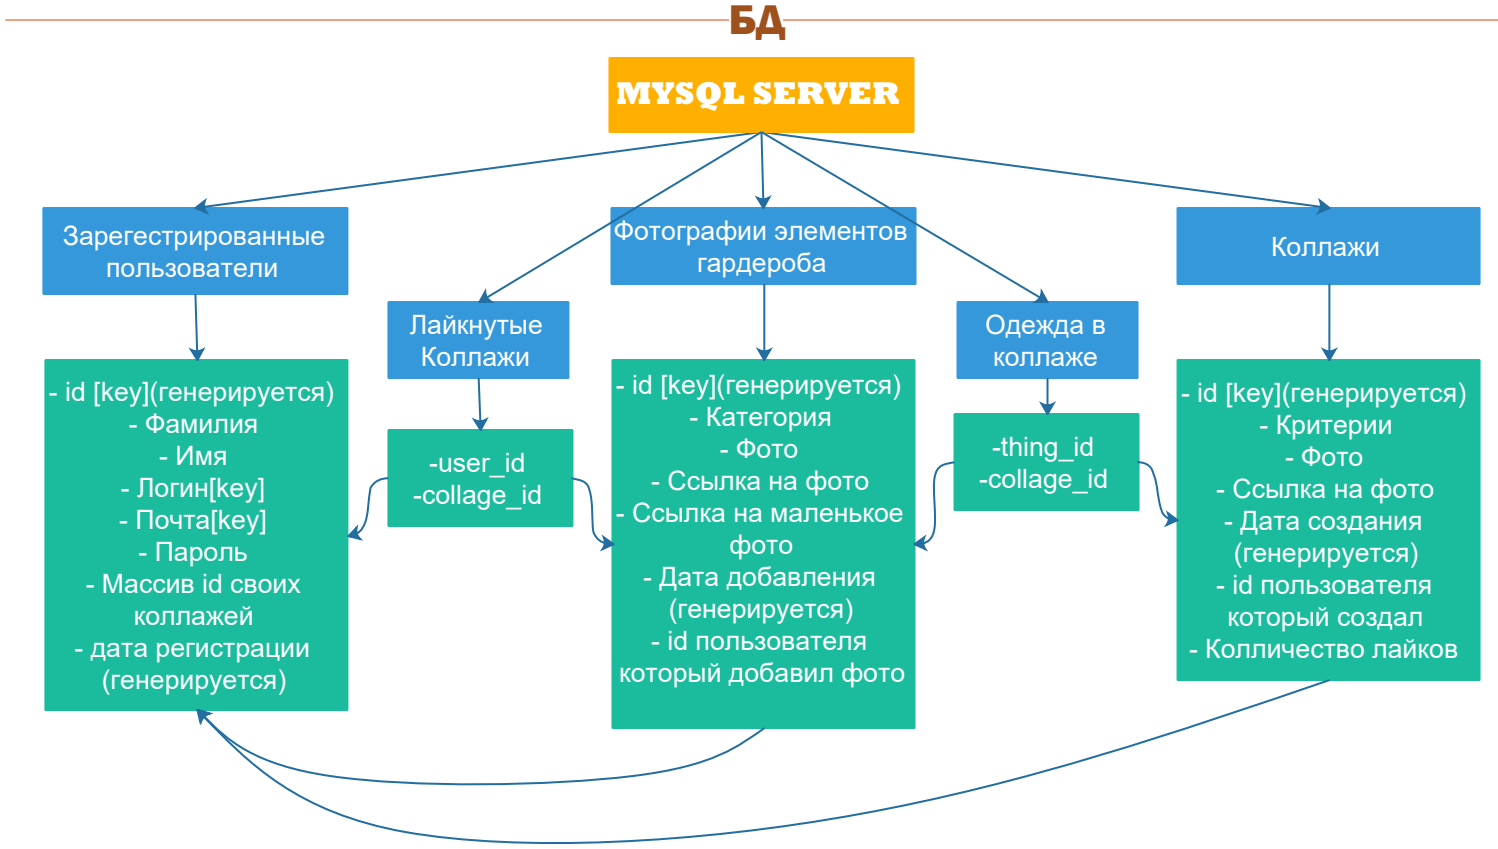 БД
MYSQL SERVER
Зарегестрированные
пользователи
Фотографии элементов
гардероба
Коллажи
Лайкнутые
Коллажи
Одежда в
коллаже
- id [key](генерируется)
- Фамилия
- Имя
- Логин[key]
- Почта[key]
- Пароль
- Массив id своих
коллажей
- дата регистрации
(генерируется)
-user_id
-collage_id
- id [key](генерируется)
- Категория
- Фото
- Ссылка на фото
- Ссылка на маленькое
фото
- Дата добавления
(генерируется)
- id пользователя
который добавил фото
-thing_id
-collage_id
- id [key](генерируется)
- Критерии
- Фото
- Ссылка на фото
- Дата создания
(генерируется)
- id пользователя
который создал
- Колличество лайков